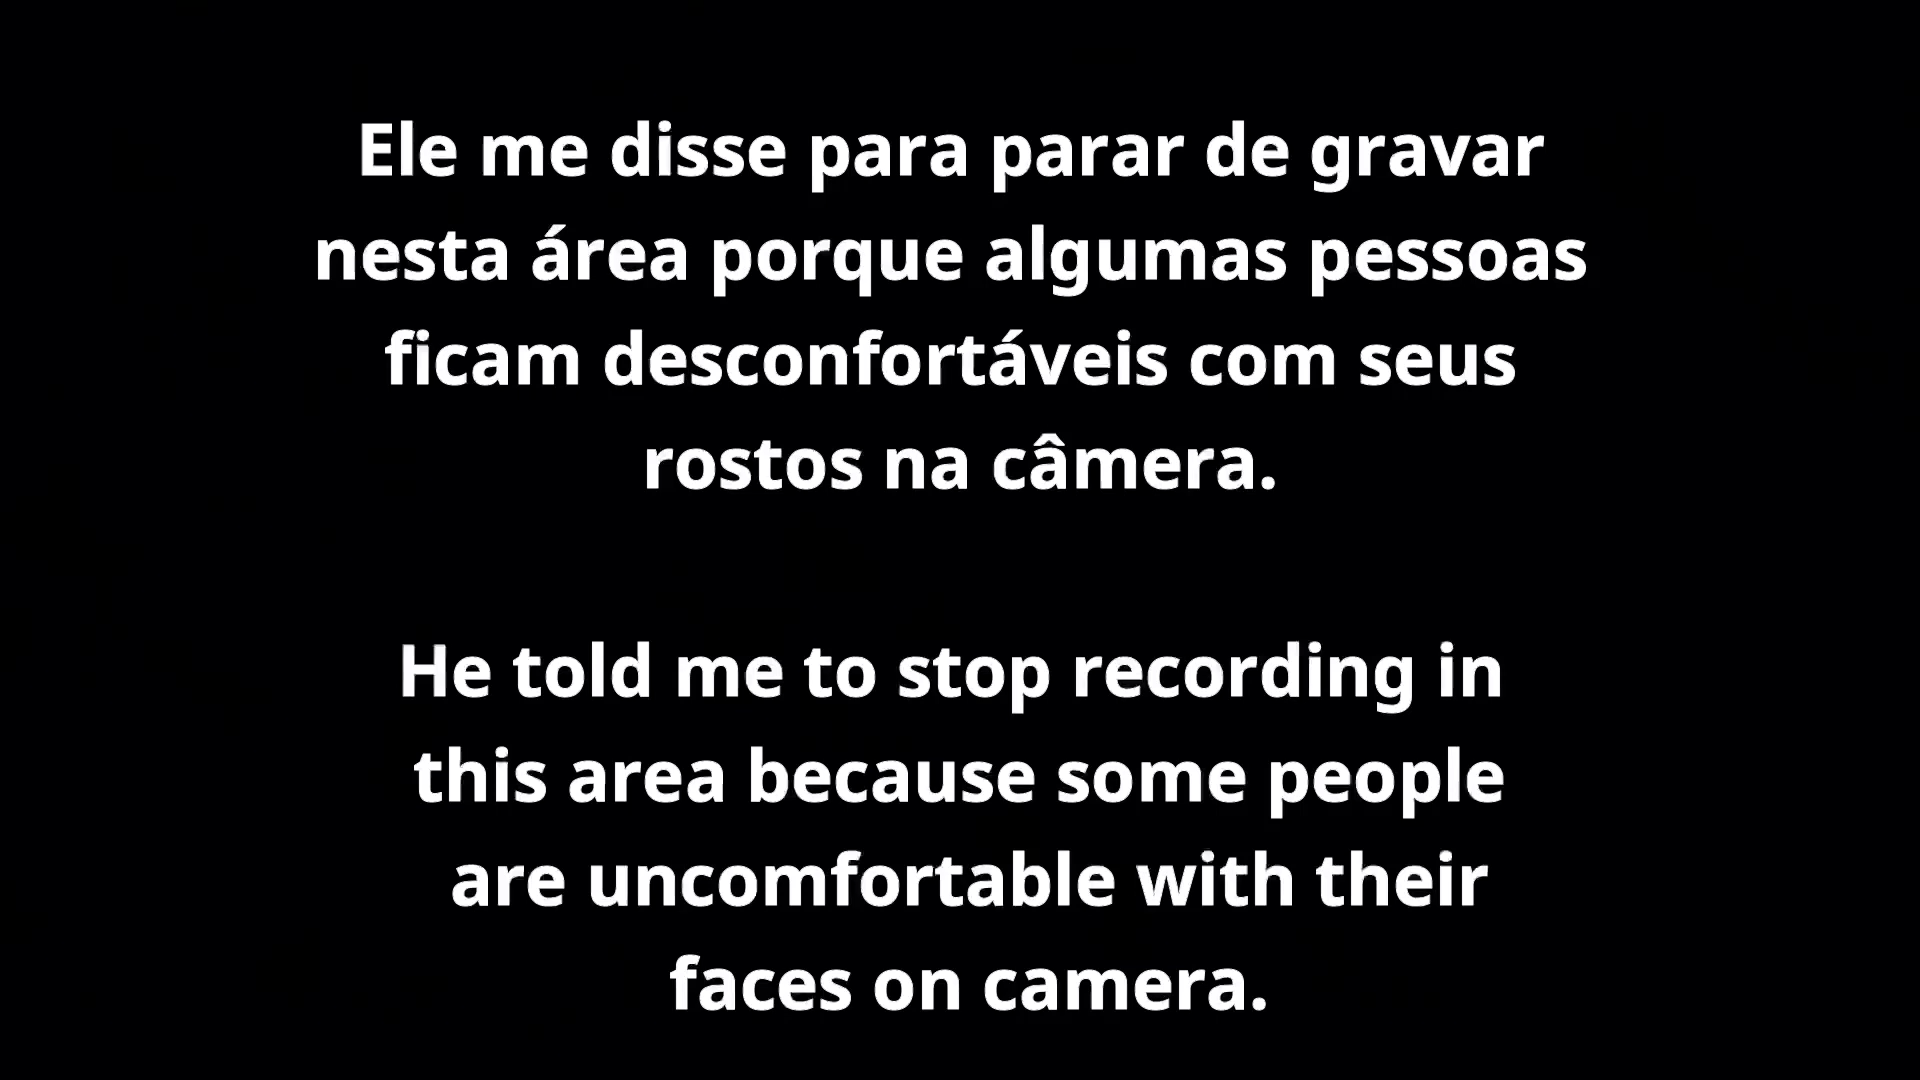 Ele me disse para parar de gravar
nesta área porque algumas pessoas
ficam desconfortáveis com seus
rostos na câmera.
He told me to stop recording in
this area because some people
are uncomfortable with their
faces on camera.